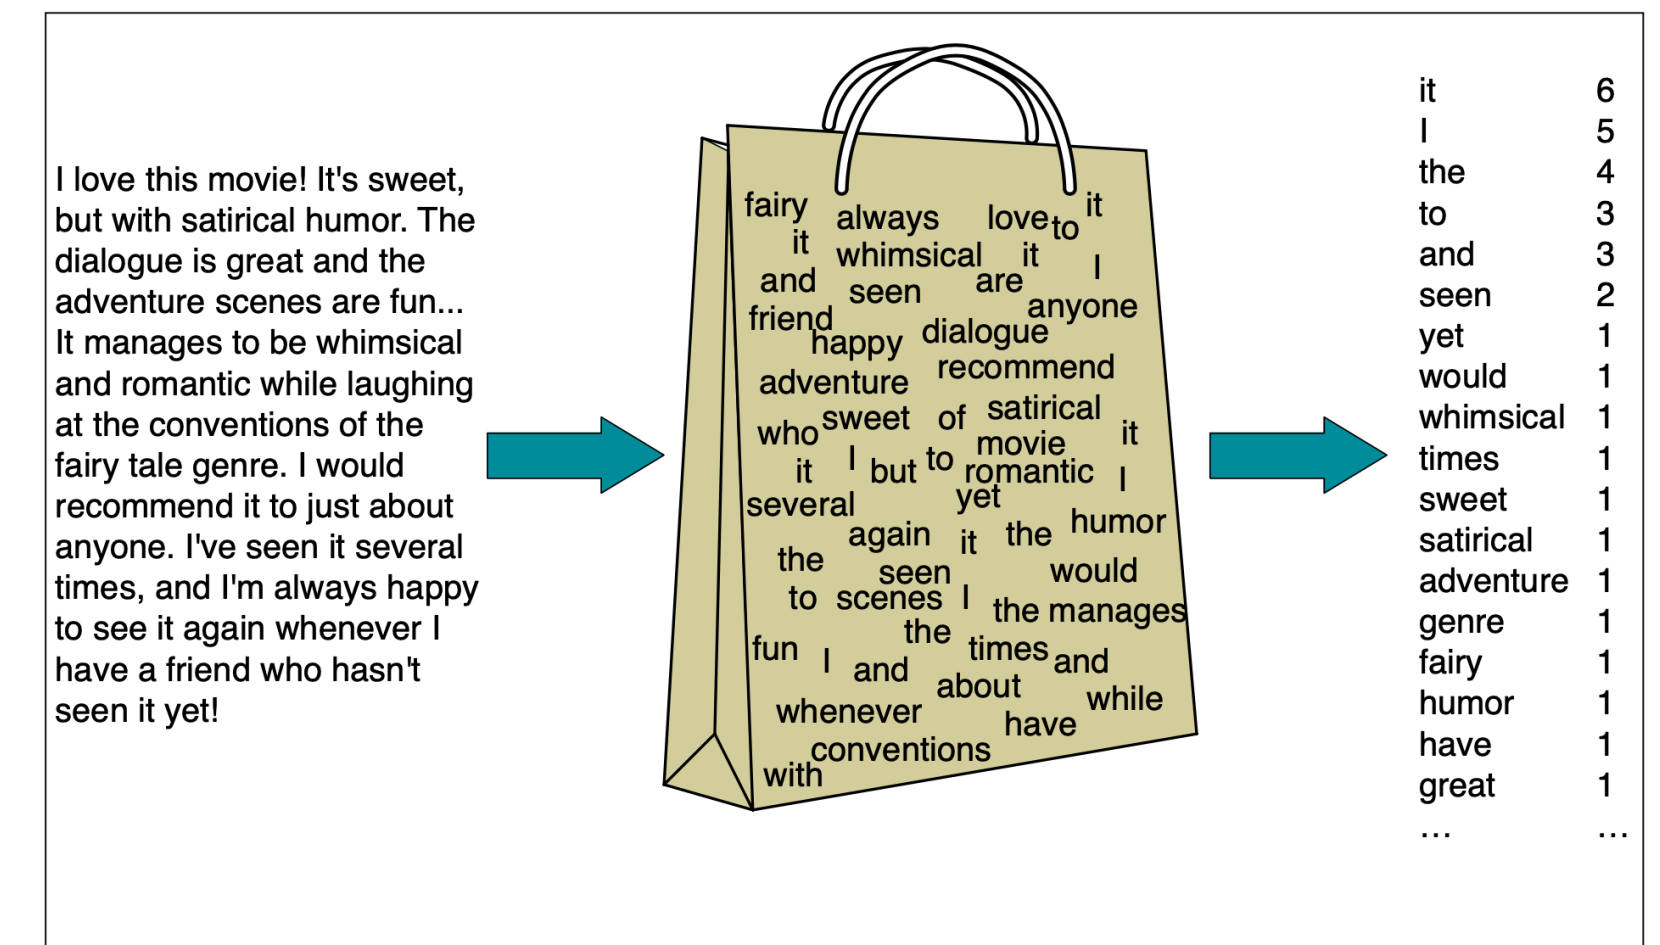 I love this movie! It's sweet,
but with satirical humor. The
dialogue is great and the
adventure scenes are fun...
It manages to be whimsical
and romantic while laughing
at the conventions of the
fairy tale genre. I would
recommend it to just about
anyone. I've seen it several
times, and I'm always happy
to see it again whenever I
have a friend who hasn't
seen it yet!
fairy always love to it
it whimsical it I
and seen are anyone
friend happy dialogue
adventure recommend
who sweet of satirical
it I but to movie it
romantic I
several yet
again it the humor
the seen would
to scenes I the manages
fun I and the times and
about while
whenever have
conventions
with
it 6
I 5
the 4
to 3
and 3
seen 2
yet 1
would 1
whimsical 1
times 1
sweet 1
satirical 1
adventure 1
genre 1
fairy 1
humor 1
have 1
great 1
… …